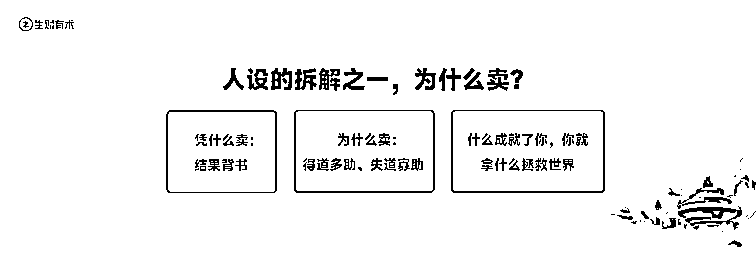 生财有术
人设的拆解之一，为什么卖？
凭什么卖：
结果背书
为什么卖：
得道多助、失道寡助
什么成就了你，你就
拿什么拯救世界